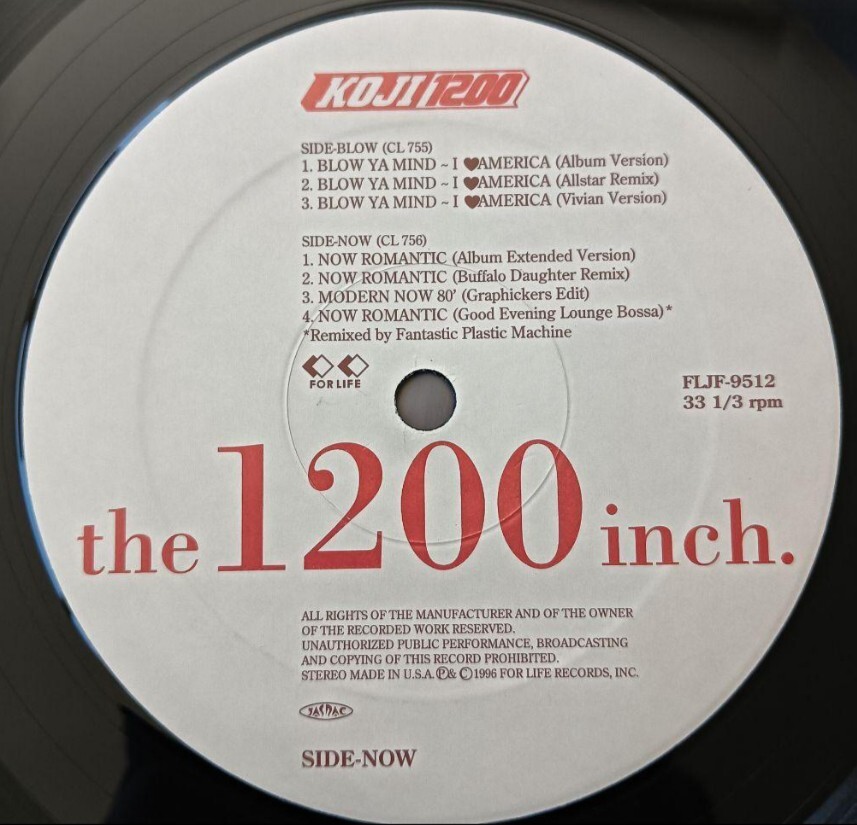 KOJI 1200
SIDE-BLOW (CL 755)
1. BLOW YA MIND ~ I ♥AMERICA (Album Version)
2. BLOW YA MIND ~ I ♥AMERICA (Allstar Remix)
3. BLOW YA MIND ~ I ♥AMERICA (Vivian Version)
SIDE-NOW (CL 756)
1. NOW ROMANTIC (Album Extended Version)
2. NOW ROMANTIC (Buffalo Daughter Remix)
3. MODERN NOW 80' (Graphickers Edit)
4. NOW ROMANTIC (Good Evening Lounge Bossa)*
*Remixed by Fantastic Plastic Machine
FOR LIFE
FLJF-9512
33 1/3 rpm
the 1200 inch.
ALL RIGHTS OF THE MANUFACTURER AND OF THE OWNER
OF THE RECORDED WORK RESERVED.
UNAUTHORIZED PUBLIC PERFORMANCE, BROADCASTING
AND COPYING OF THIS RECORD PROHIBITED.
STEREO MADE IN U.S.A. Ⓟ& Ⓒ1996 FOR LIFE RECORDS, INC.
JASRAC
SIDE-NOW